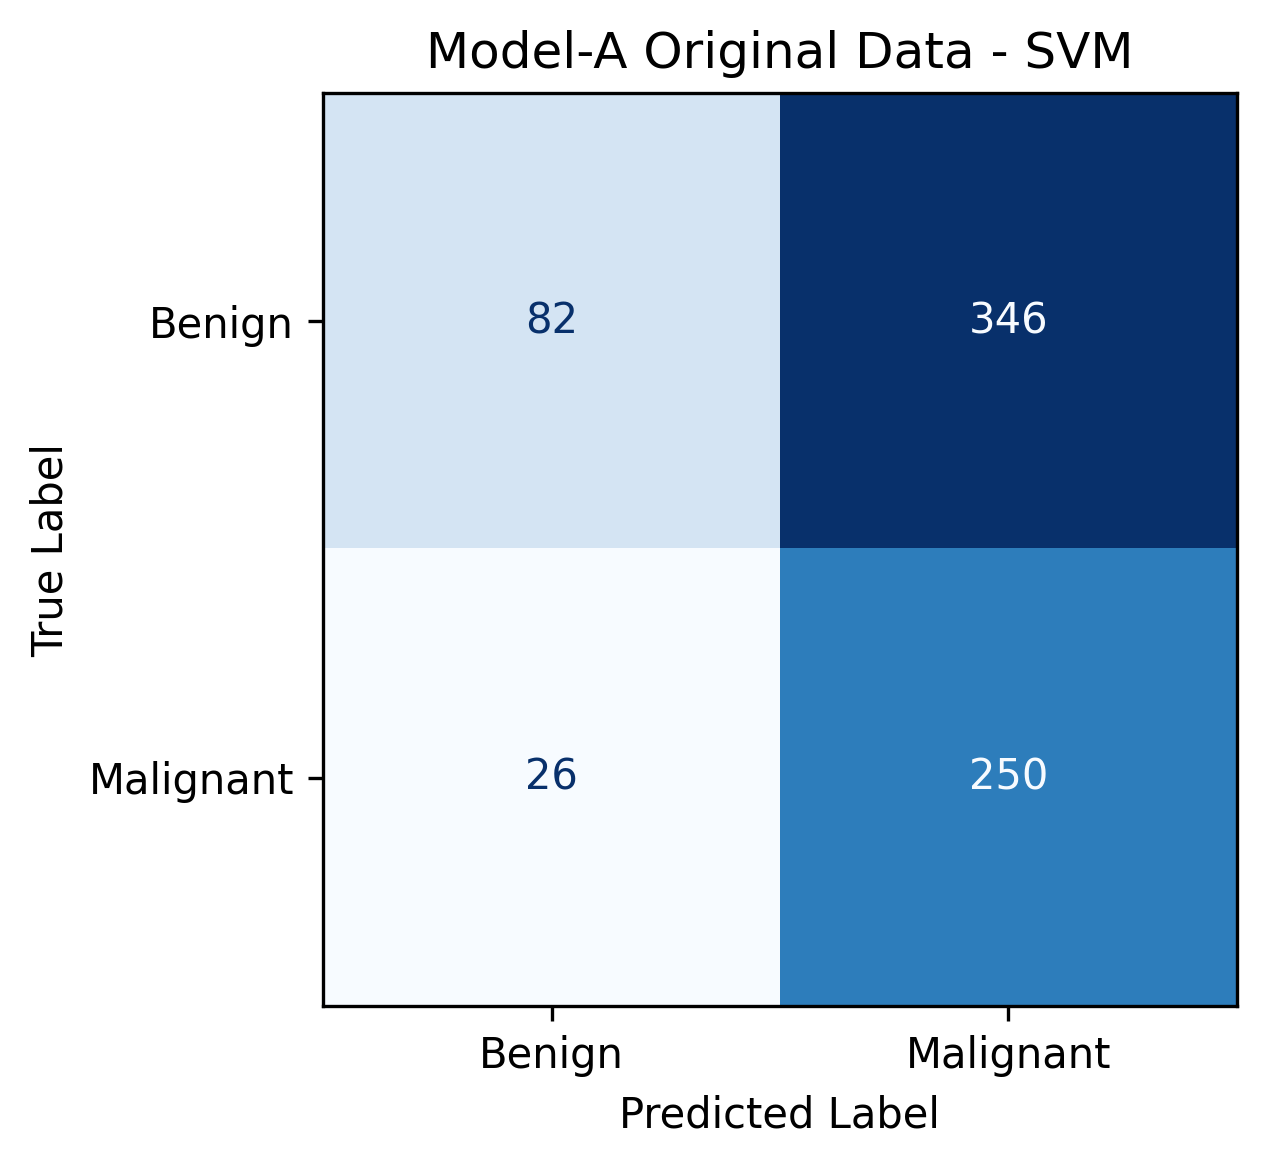 Model-A Original Data - SVM
True Label
Benign
82
346
Malignant
26
250
Benign
Malignant
Predicted Label